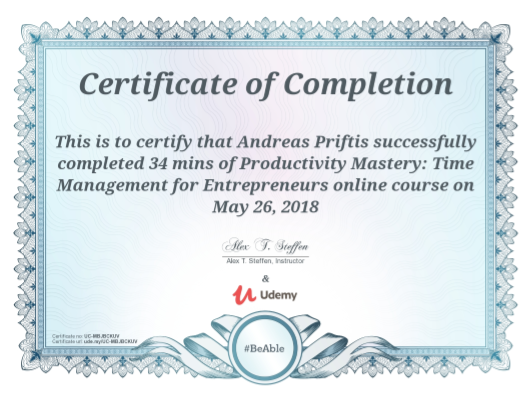 Certificate of Completion
This is to certify that Andreas Priftis successfully
completed 34 mins of Productivity Mastery: Time
Management for Entrepreneurs online course on
May 26, 2018
Alex T. Steffen
Alex T. Steffen, Instructor
&
Udemy
Certificate no: UC-MBJBCKUV
Certificate url: ude.my/UC-MBJBCKUV
#BeAble